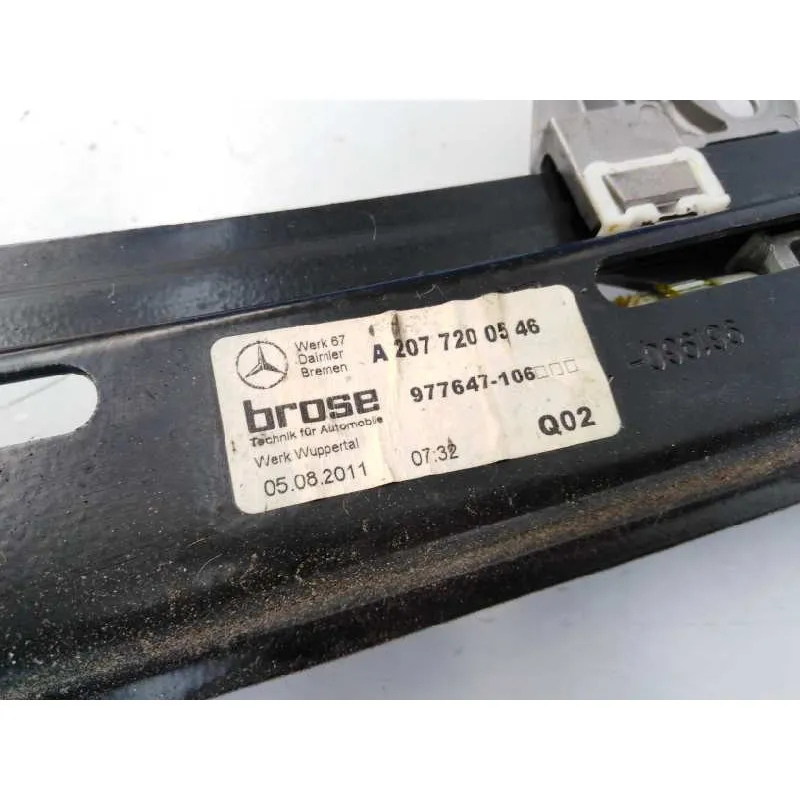 Werk 67
Daimler
Bremen
A 207 720 05 46
brose
977647-106□□□
Technik für Automobile
Werk Wuppertal
Q02
05.08.2011 07:32